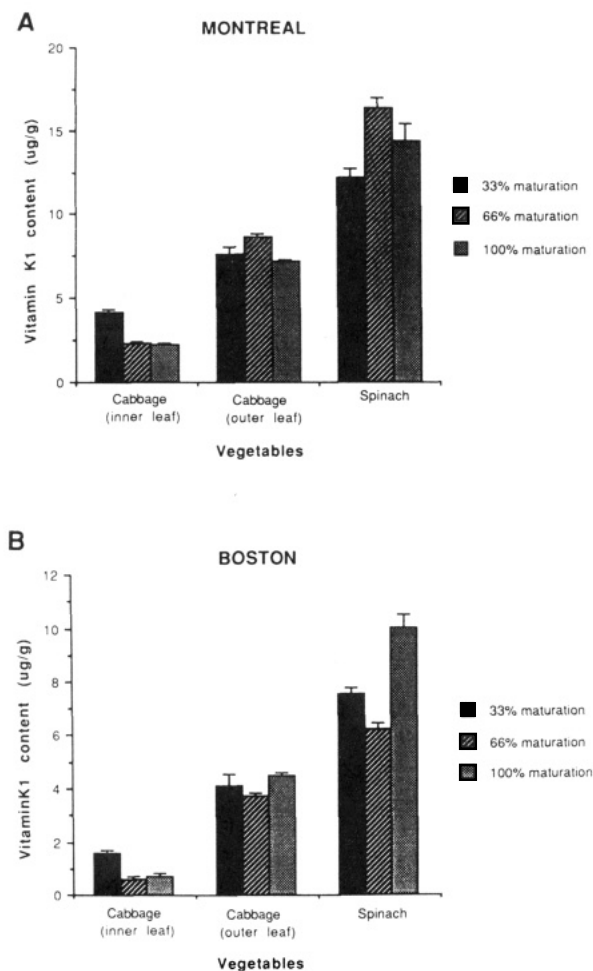 A
MONTREAL
20
15
10
5
0
Vitamin K1 content (ug/g)
33% maturation
66% maturation
100% maturation
Cabbage
(inner leaf)
Cabbage
(outer leaf)
Spinach
Vegetables
B
BOSTON
12
10
8
6
4
2
0
VitaminK1 content (ug/g)
33% maturation
66% maturation
100% maturation
Cabbage
(inner leaf)
Cabbage
(outer leaf)
Spinach
Vegetables